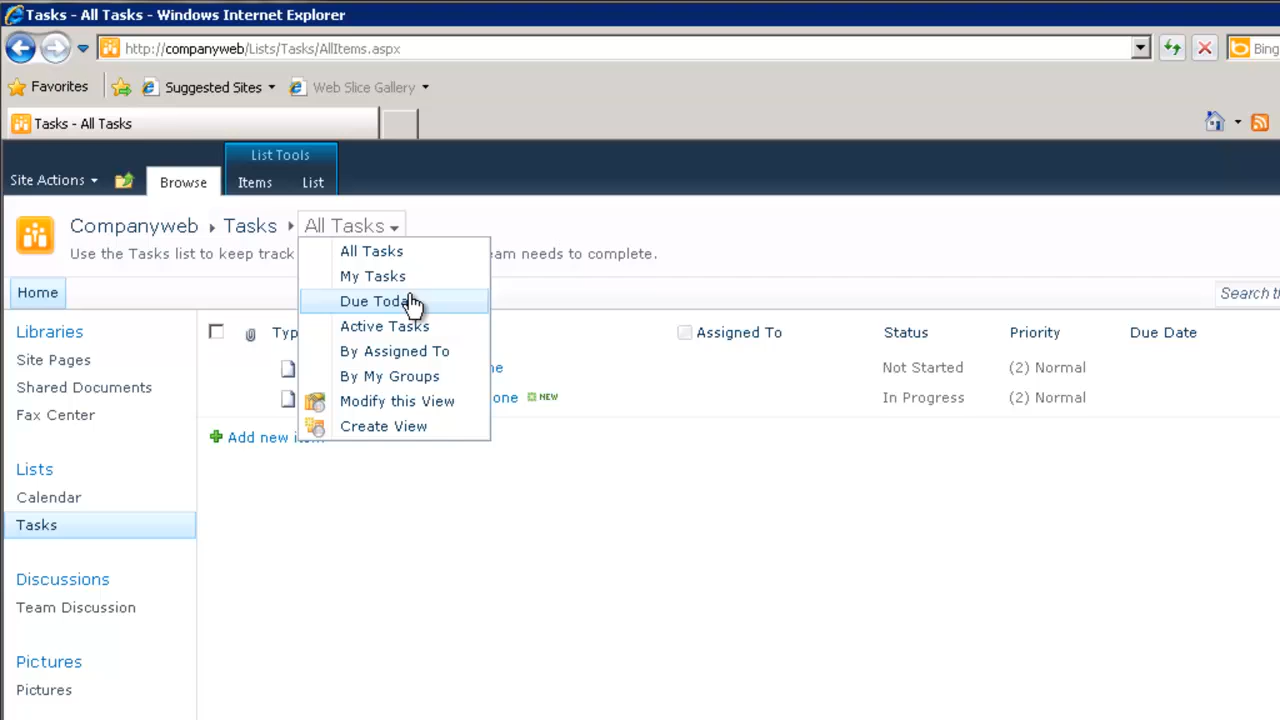 Tasks - All Tasks - Windows Internet Explorer
http://companyweb/Lists/Tasks/AllItems.aspx
Bing
Favorites
Suggested Sites
Web Slice Gallery
Tasks - All Tasks
List Tools
Site Actions
Browse
Items
List
Companyweb
Tasks
All Tasks
Use the Tasks list to keep track
eam needs to complete.
All Tasks
My Tasks
Due Today
Active Tasks
By Assigned To
By My Groups
Modify this View
Create View
Home
Search th
Libraries
Site Pages
Shared Documents
Fax Center
Lists
Calendar
Tasks
Discussions
Team Discussion
Pictures
Pictures
Typ
Assigned To
Status
Priority
Due Date
ne
Not Started
(2) Normal
one
NEW
In Progress
(2) Normal
Add new